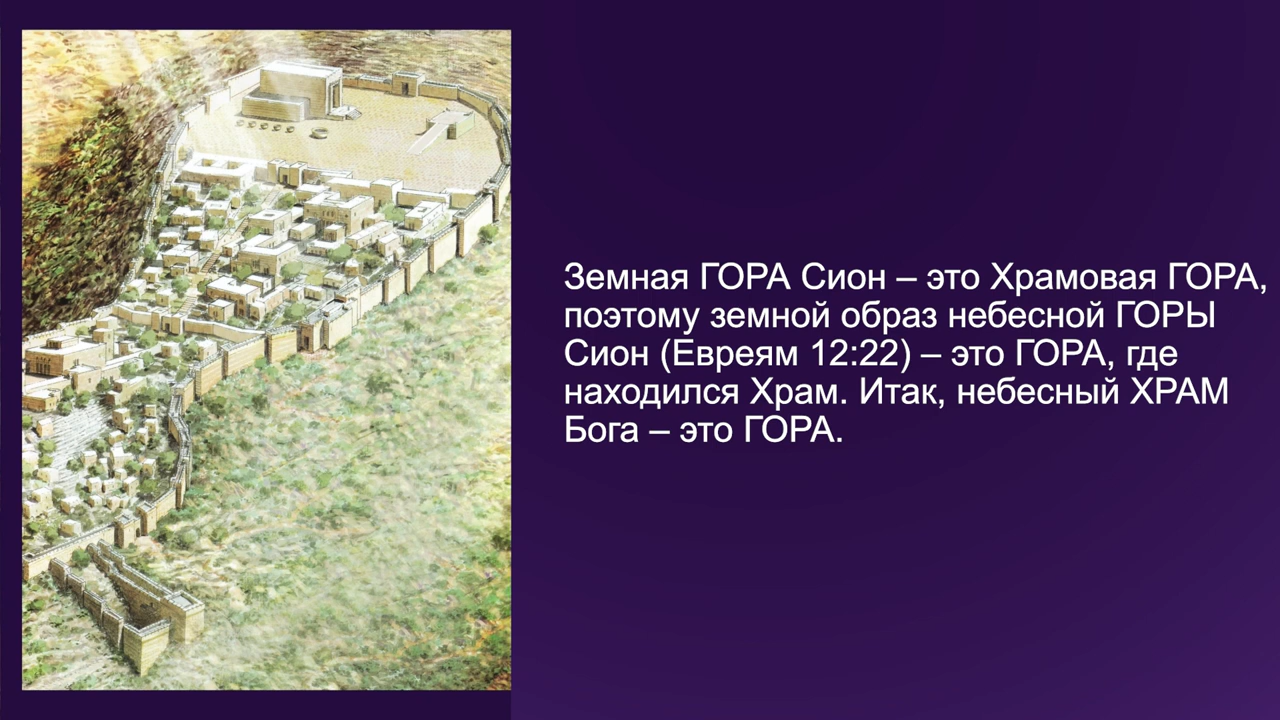 Земная ГОРА Сион – это Храмовая ГОРА,
поэтому земной образ небесной ГОРЫ
Сион (Евреям 12:22) – это ГОРА, где
находился Храм. Итак, небесный ХРАМ
Бога – это ГОРА.